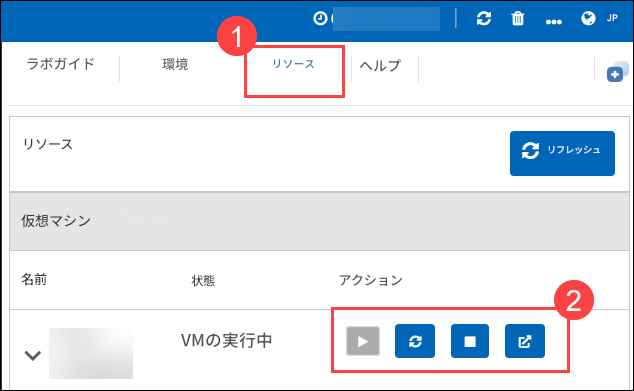 JP
1
ラボガイド 環境 リソース ヘルプ
リソース
リフレッシュ
仮想マシン
名前 状態 アクション
2
VMの実行中